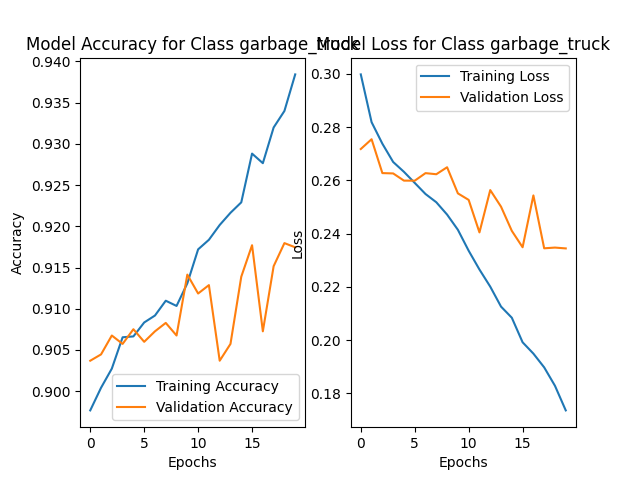 Model Accuracy for Class garbage_truck
Model Loss for Class garbage_truck
0.940
0.935
0.930
0.925
0.920
0.915
0.910
0.905
0.900
Accuracy
Training Accuracy
Validation Accuracy
0 5 10 15
Epochs
0.30
0.28
0.26
0.24
0.22
0.20
0.18
Loss
Training Loss
Validation Loss
0 5 10 15
Epochs